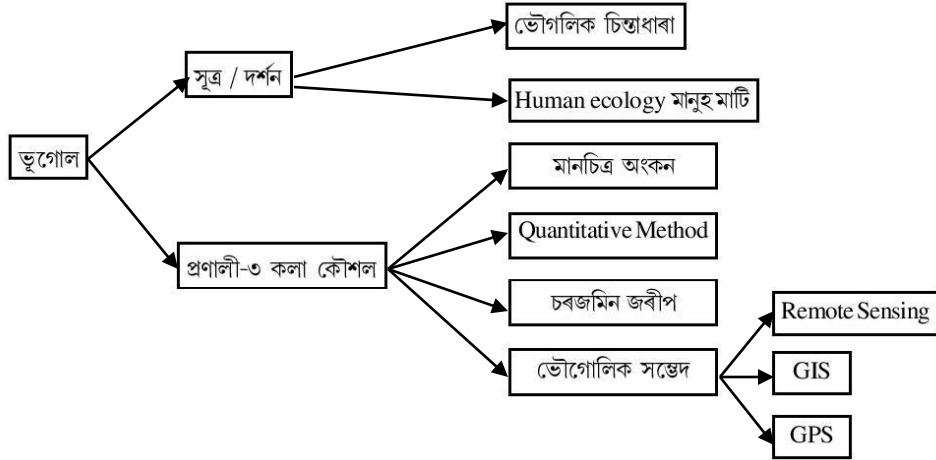 ভৌগলিক চিন্তাধাৰা
সূত্ৰ / দৰ্শন
Human ecology মানুহ মাটি
ভূগোল
মানচিত্ৰ অংকন
Quantitative Method
প্ৰণালী-৩ কলা কৌশল
চৰজমিন জৰীপ
Remote Sensing
ভৌগোলিক সম্ভেদ
GIS
GPS